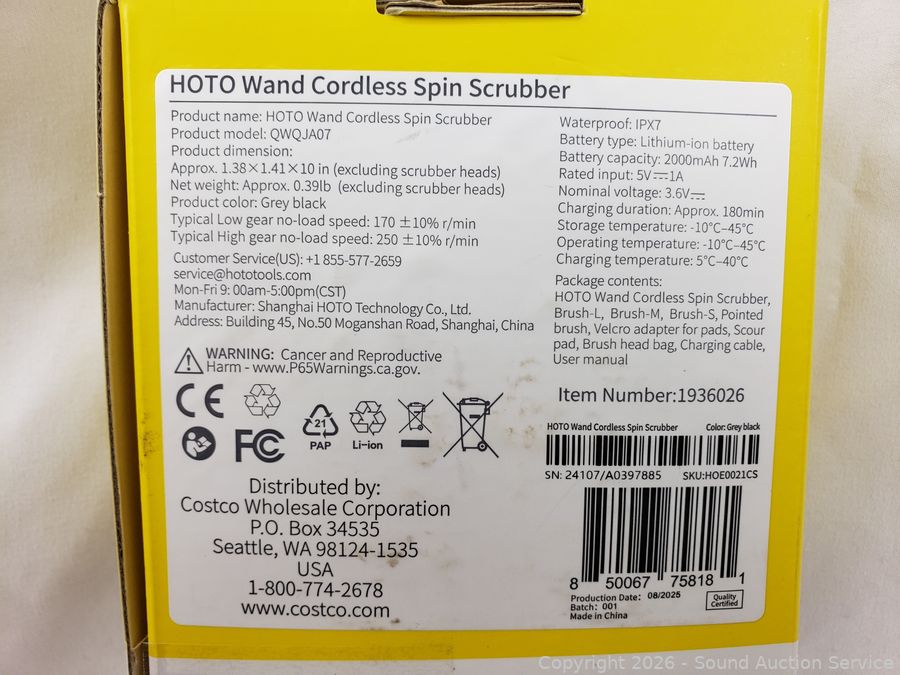 HOTO Wand Cordless Spin Scrubber
Product name: HOTO Wand Cordless Spin Scrubber
Product model: QWQJA07
Product dimension:
Approx. 1.38×1.41×10 in (excluding scrubber heads)
Net weight: Approx. 0.39lb (excluding scrubber heads)
Product color: Grey black
Typical Low gear no-load speed: 170 ±10% r/min
Typical High gear no-load speed: 250 ±10% r/min
Customer Service(US): +1 855-577-2659
service@hototools.com
Mon-Fri 9: 00am-5:00pm(CST)
Manufacturer: Shanghai HOTO Technology Co., Ltd.
Address: Building 45, No.50 Moganshan Road, Shanghai, China
WARNING: Cancer and Reproductive
Harm - www.P65Warnings.ca.gov.
CE
FC
21
PAP
Li-ion
Distributed by:
Costco Wholesale Corporation
P.O. Box 34535
Seattle, WA 98124-1535
USA
1-800-774-2678
www.costco.com
Waterproof: IPX7
Battery type: Lithium-ion battery
Battery capacity: 2000mAh 7.2Wh
Rated input: 5V⎓1A
Nominal voltage: 3.6V⎓
Charging duration: Approx. 180min
Storage temperature: -10°C–45°C
Operating temperature: -10°C–45°C
Charging temperature: 5°C–40°C
Package contents:
HOTO Wand Cordless Spin Scrubber,
Brush-L, Brush-M, Brush-S, Pointed
brush, Velcro adapter for pads, Scour
pad, Brush head bag, Charging cable,
User manual
Item Number:1936026
HOTO Wand Cordless Spin Scrubber Color: Grey black
SN: 24107/A0397885 SKU:HOE0021CS
8 50067 75818 1
Production Date: 08/2025
Batch: 001
Made in China
Quality
Certified
Copyright 2026 - Sound Auction Service